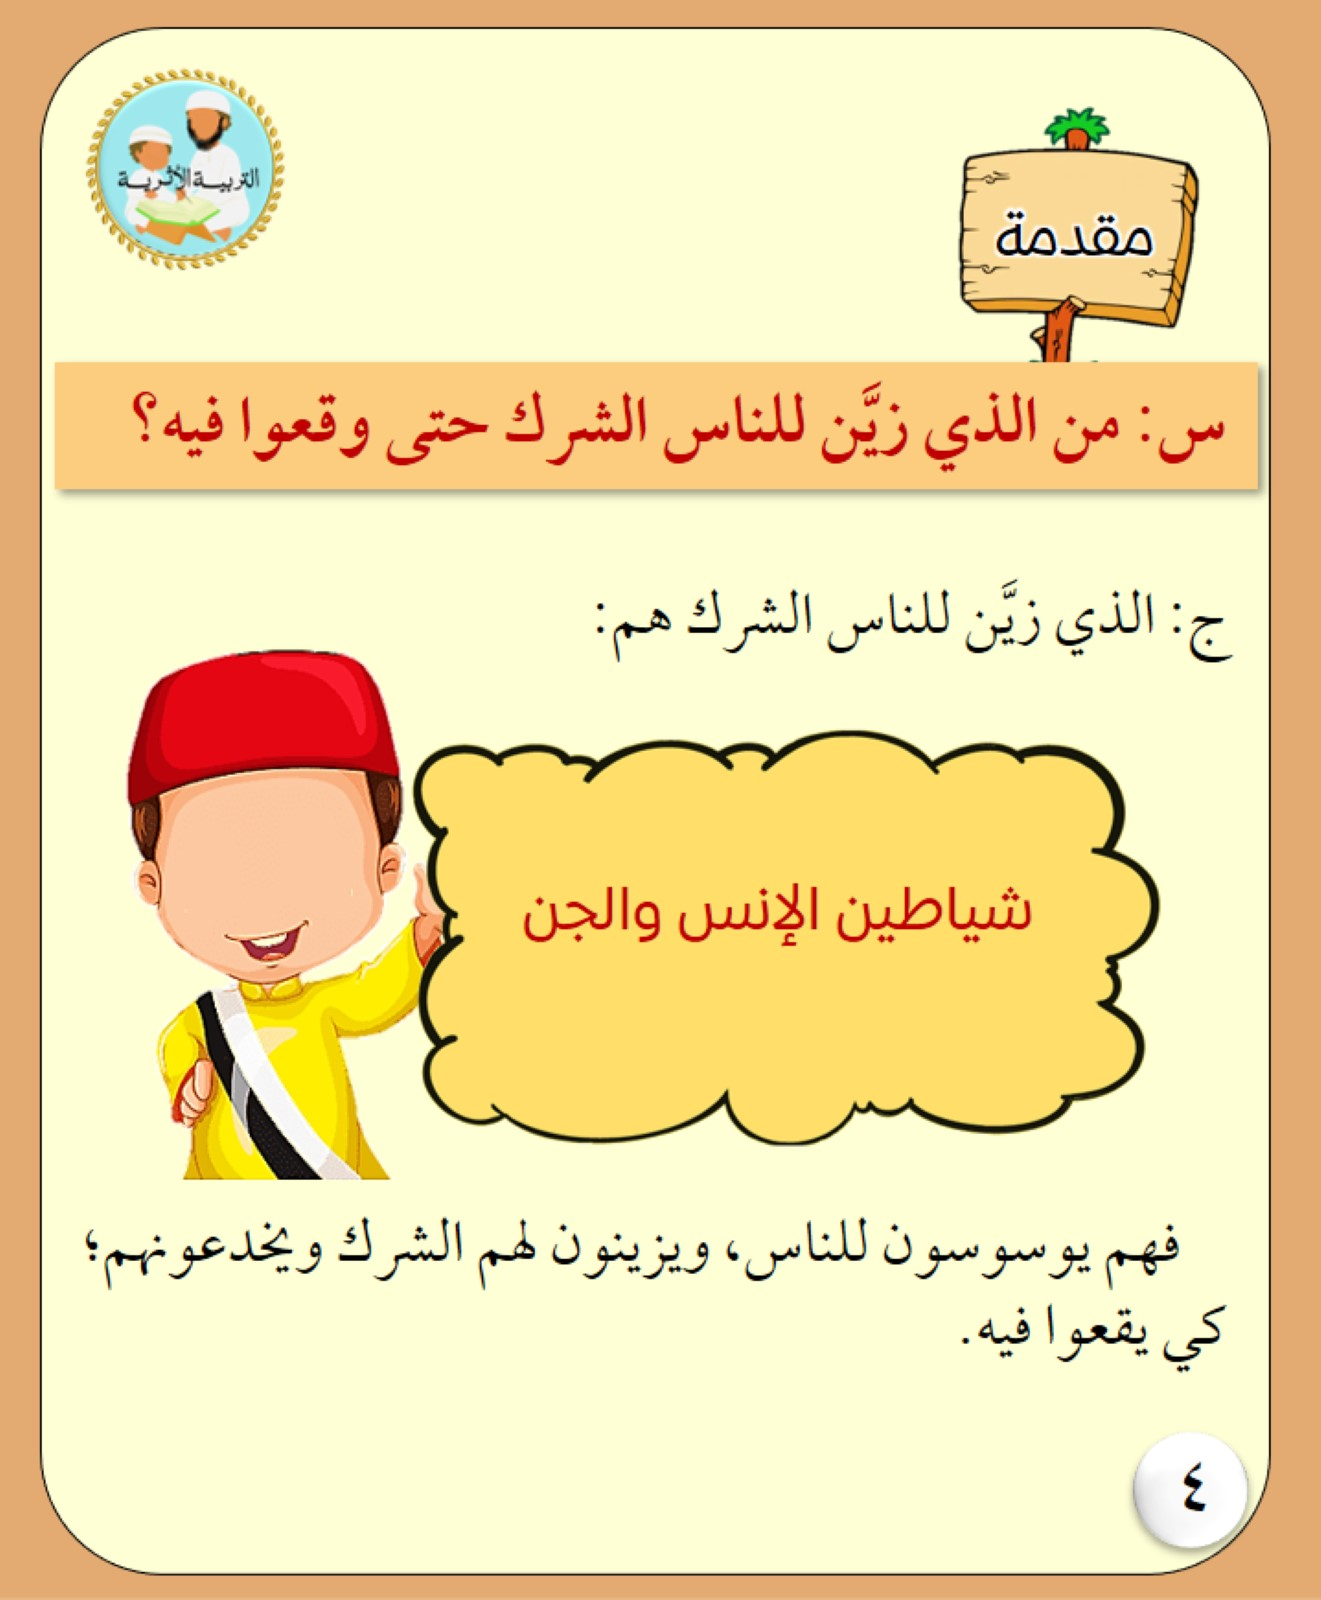 التربية الأثرية
مقدمة
س: من الذي زيَّن للناس الشرك حتى وقعوا فيه؟
ج: الذي زيَّن للناس الشرك هم:
شياطين الإنس والجن
فهم يوسوسون للناس، ويزينون لهم الشرك ويخدعونهم؛
كي يقعوا فيه.
٤